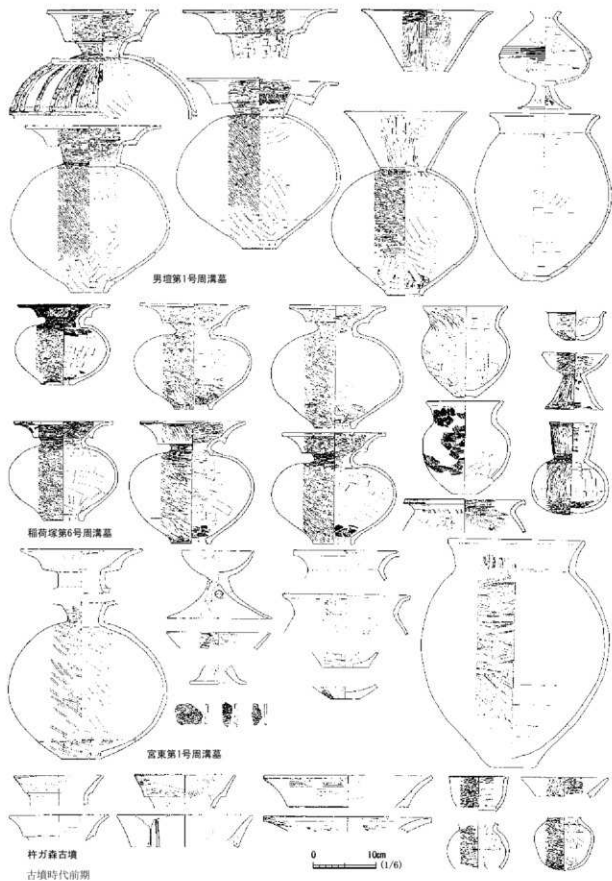 男壇第1号周溝墓
稲荷塚第6号周溝墓
宮東第1号周溝墓
杵ガ森古墳
古墳時代前期
0 10cm
(1/6)